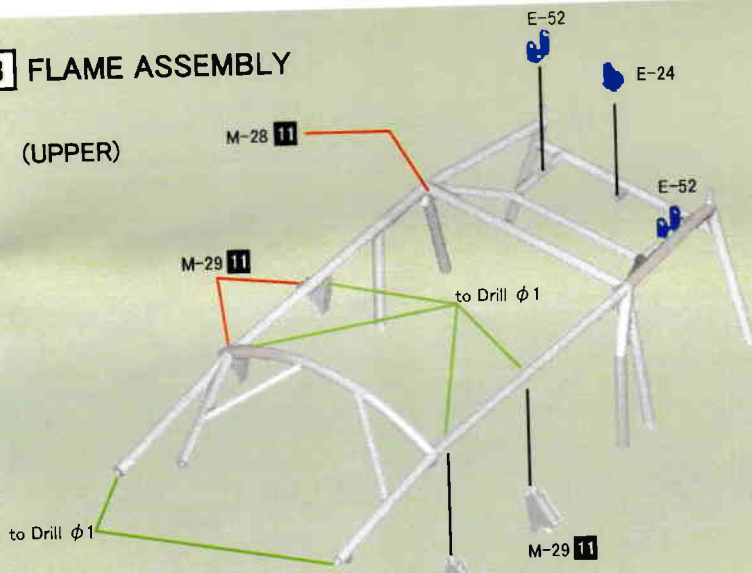 FLAME ASSEMBLY
(UPPER)
E-52
E-24
M-28 11
E-52
M-29 11
to Drill φ1
to Drill φ1
M-29 11